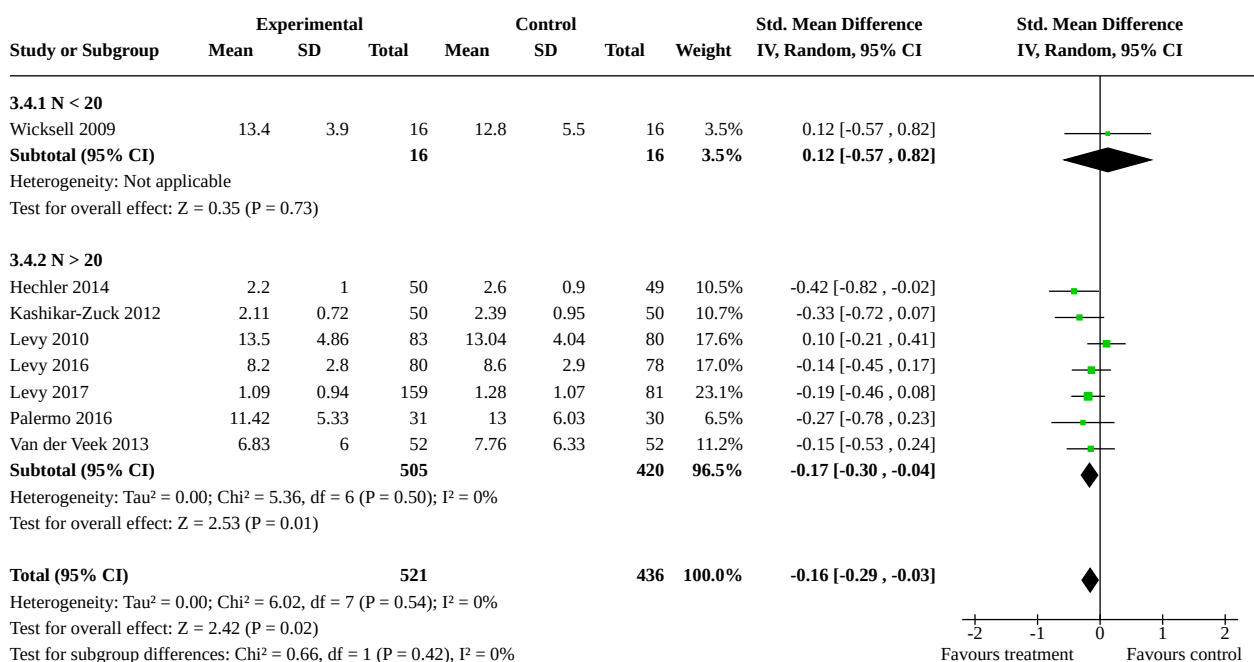 Experimental Control Std. Mean Difference Std. Mean Difference
Study or Subgroup Mean SD Total Mean SD Total Weight IV, Random, 95% CI IV, Random, 95% CI
3.4.1 N < 20
Wicksell 2009 13.4 3.9 16 12.8 5.5 16 3.5% 0.12 [-0.57 , 0.82]
Subtotal (95% CI) 16 16 3.5% 0.12 [-0.57 , 0.82]
Heterogeneity: Not applicable
Test for overall effect: Z = 0.35 (P = 0.73)
3.4.2 N > 20
Hechler 2014 2.2 1 50 2.6 0.9 49 10.5% -0.42 [-0.82 , -0.02]
Kashikar-Zuck 2012 2.11 0.72 50 2.39 0.95 50 10.7% -0.33 [-0.72 , 0.07]
Levy 2010 13.5 4.86 83 13.04 4.04 80 17.6% 0.10 [-0.21 , 0.41]
Levy 2016 8.2 2.8 80 8.6 2.9 78 17.0% -0.14 [-0.45 , 0.17]
Levy 2017 1.09 0.94 159 1.28 1.07 81 23.1% -0.19 [-0.46 , 0.08]
Palermo 2016 11.42 5.33 31 13 6.03 30 6.5% -0.27 [-0.78 , 0.23]
Van der Veek 2013 6.83 6 52 7.76 6.33 52 11.2% -0.15 [-0.53 , 0.24]
Subtotal (95% CI) 505 420 96.5% -0.17 [-0.30 , -0.04]
Heterogeneity: Tau² = 0.00; Chi² = 5.36, df = 6 (P = 0.50); I² = 0%
Test for overall effect: Z = 2.53 (P = 0.01)
Total (95% CI) 521 436 100.0% -0.16 [-0.29 , -0.03]
Heterogeneity: Tau² = 0.00; Chi² = 6.02, df = 7 (P = 0.54); I² = 0%
Test for overall effect: Z = 2.42 (P = 0.02) -2 -1 0 1 2
Test for subgroup differences: Chi² = 0.66, df = 1 (P = 0.42), I² = 0% Favours treatment Favours control